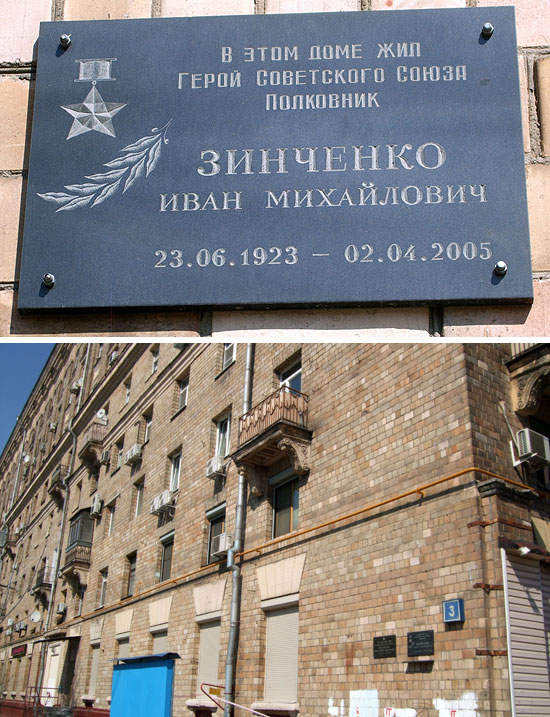 В ЭТОМ ДОМЕ ЖИЛ
ГЕРОЙ СОВЕТСКОГО СОЮЗА
ПОЛКОВНИК
ЗИНЧЕНКО
ИВАН МИХАЙЛОВИЧ
23.06.1923 – 02.04.2005
3